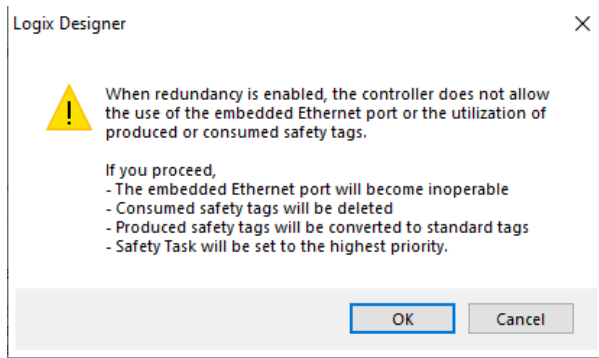 Logix Designer
When redundancy is enabled, the controller does not allow
the use of the embedded Ethernet port or the utilization of
produced or consumed safety tags.
If you proceed,
- The embedded Ethernet port will become inoperable
- Consumed safety tags will be deleted
- Produced safety tags will be converted to standard tags
- Safety Task will be set to the highest priority.
OK
Cancel